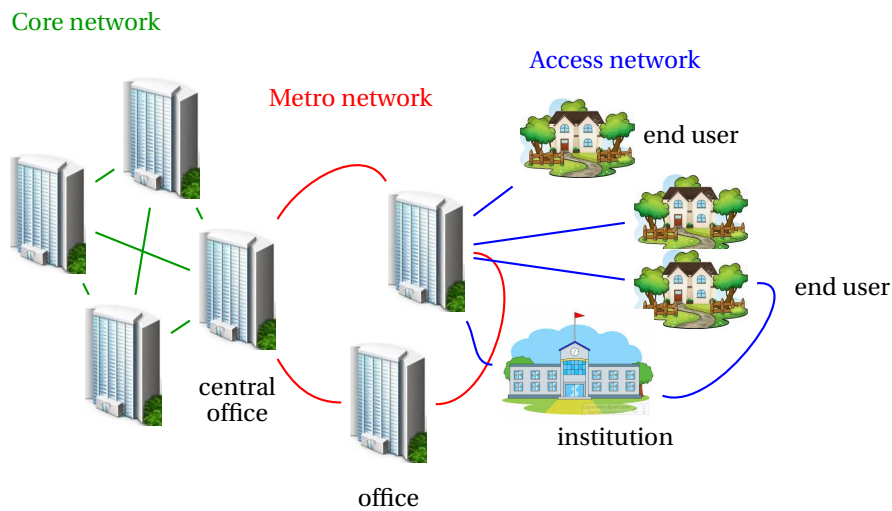 Core network
Metro network
Access network
end user
end user
central
office
institution
office